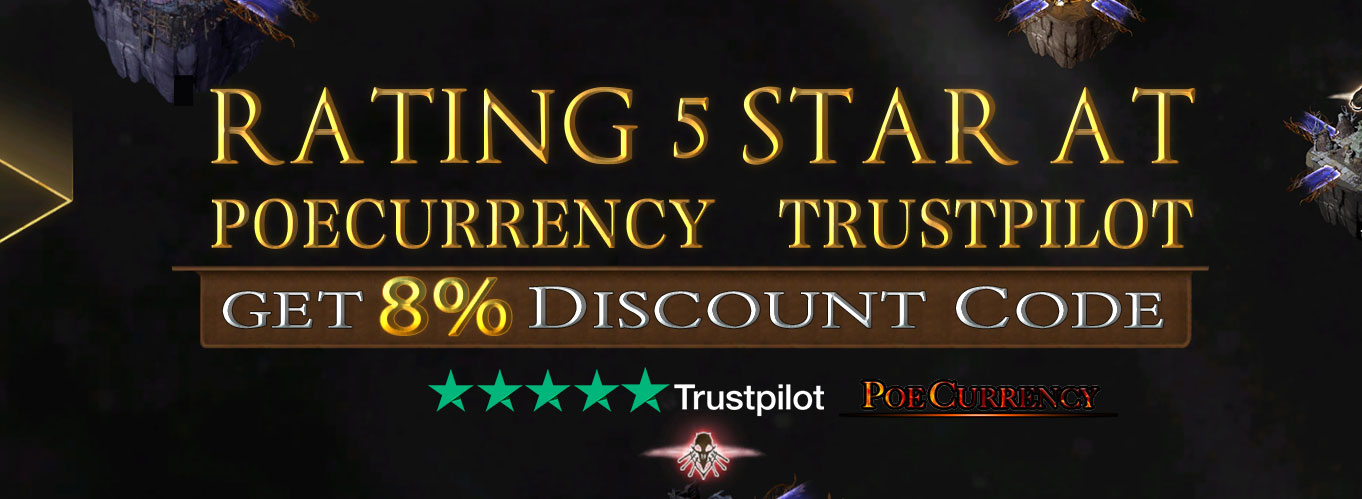 RATING 5 STAR AT
POECURRENCY TRUSTPILOT
GET 8% DISCOUNT CODE
Trustpilot POECURRENCY